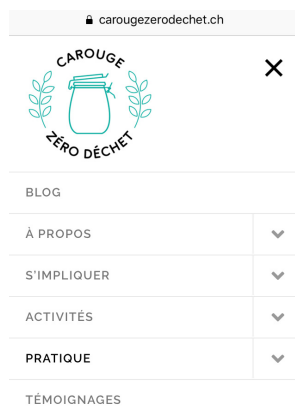 carougezerodechet.ch
CAROUGE
ZÉRO DÉCHET
BLOG
À PROPOS
S'IMPLIQUER
ACTIVITÉS
PRATIQUE
TÉMOIGNAGES